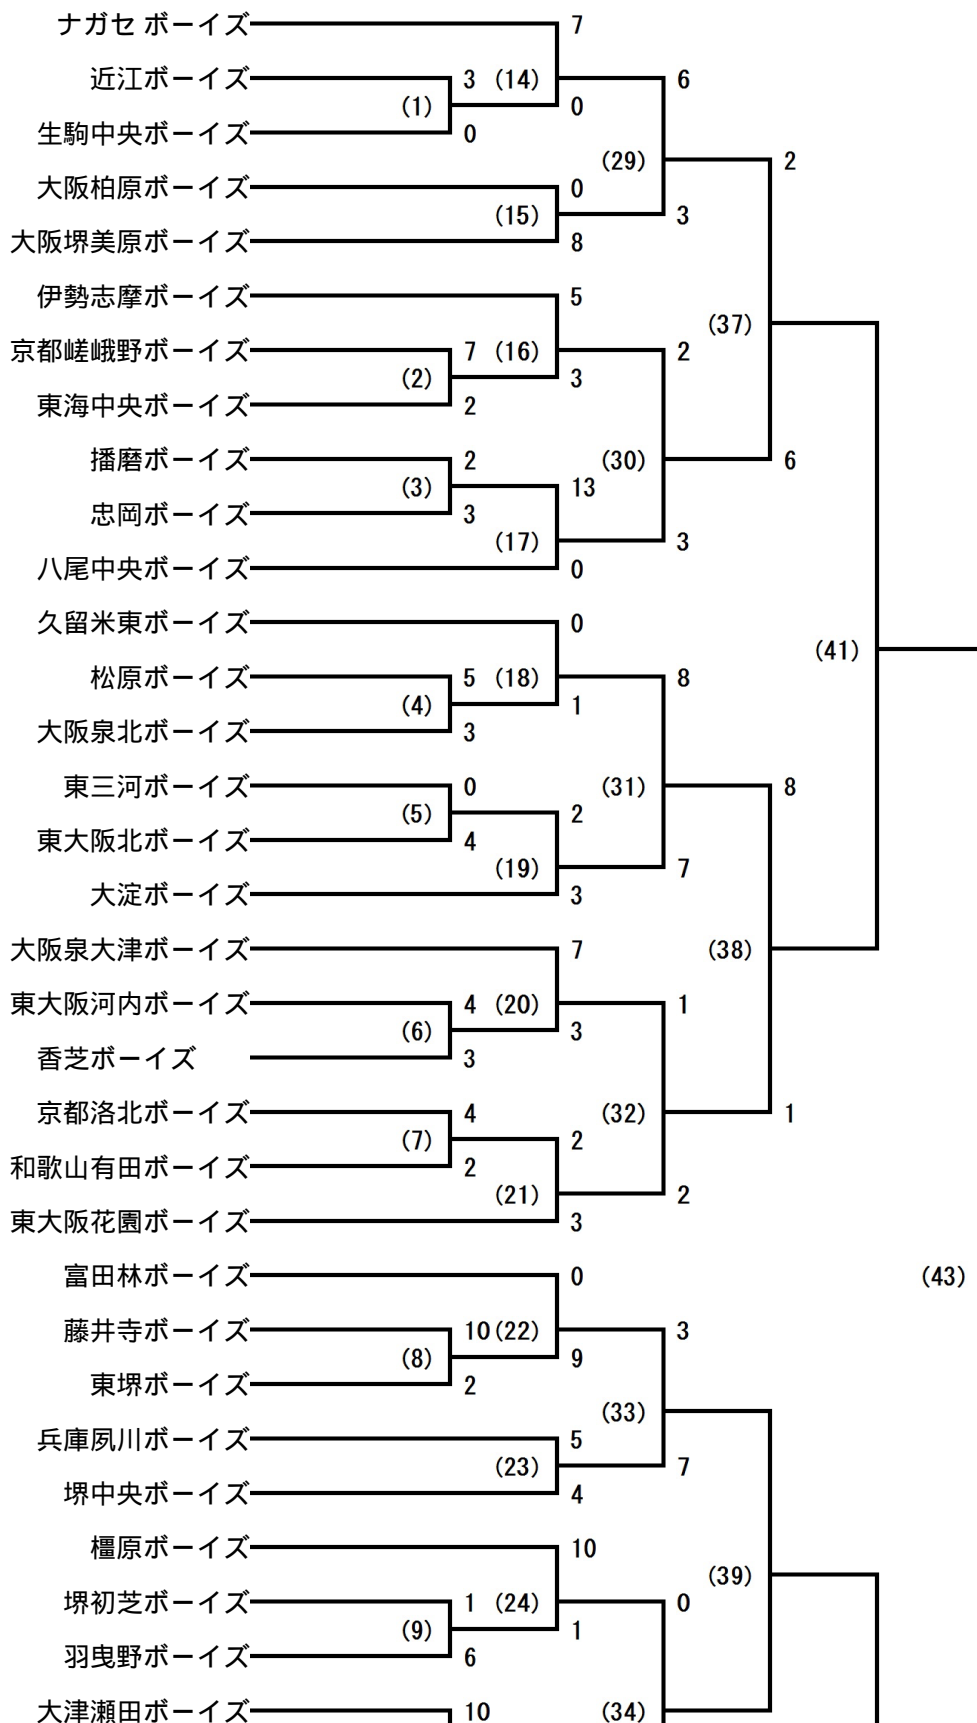 ナガセ ボーイズ 7
近江ボーイズ 3 (14) 6
(1) 0
生駒中央ボーイズ 0
(29) 2
大阪柏原ボーイズ 0
(15) 3
大阪堺美原ボーイズ 8
伊勢志摩ボーイズ 5
(37)
京都嵯峨野ボーイズ 7 (16) 2
(2) 3
東海中央ボーイズ 2
播磨ボーイズ 2 (30) 6
(3) 13
忠岡ボーイズ 3
(17) 3
八尾中央ボーイズ 0
久留米東ボーイズ 0
(41)
松原ボーイズ 5 (18) 8
(4) 1
大阪泉北ボーイズ 3
東三河ボーイズ 0 (31) 8
(5) 2
東大阪北ボーイズ 4
(19) 7
大淀ボーイズ 3
大阪泉大津ボーイズ 7 (38)
東大阪河内ボーイズ 4 (20) 1
(6) 3
香芝ボーイズ 3
京都洛北ボーイズ 4 (32) 1
(7) 2
和歌山有田ボーイズ 2
(21) 2
東大阪花園ボーイズ 3
富田林ボーイズ 0 (43)
藤井寺ボーイズ 10 (22) 3
(8) 9
東堺ボーイズ 2
(33)
兵庫夙川ボーイズ 5
(23) 7
堺中央ボーイズ 4
橿原ボーイズ 10
(39)
堺初芝ボーイズ 1 (24) 0
(9) 1
羽曳野ボーイズ 6
大津瀬田ボーイズ 10 (34)